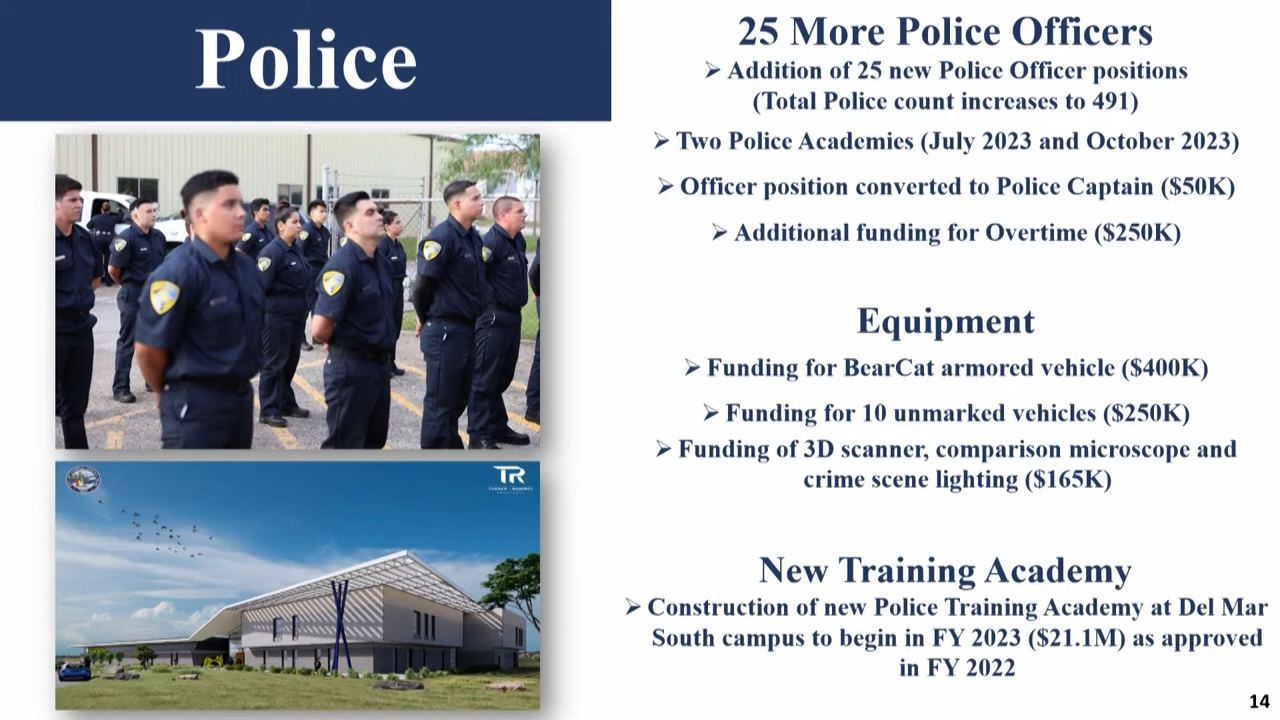 Police
25 More Police Officers
➢ Addition of 25 new Police Officer positions
(Total Police count increases to 491)
➢ Two Police Academies (July 2023 and October 2023)
➢ Officer position converted to Police Captain ($50K)
➢ Additional funding for Overtime ($250K)
Equipment
➢ Funding for BearCat armored vehicle ($400K)
➢ Funding for 10 unmarked vehicles ($250K)
➢ Funding of 3D scanner, comparison microscope and
crime scene lighting ($165K)
TR
TURNER | RAMIREZ
ARCHITECTS
New Training Academy
➢ Construction of new Police Training Academy at Del Mar
South campus to begin in FY 2023 ($21.1M) as approved
in FY 2022
14